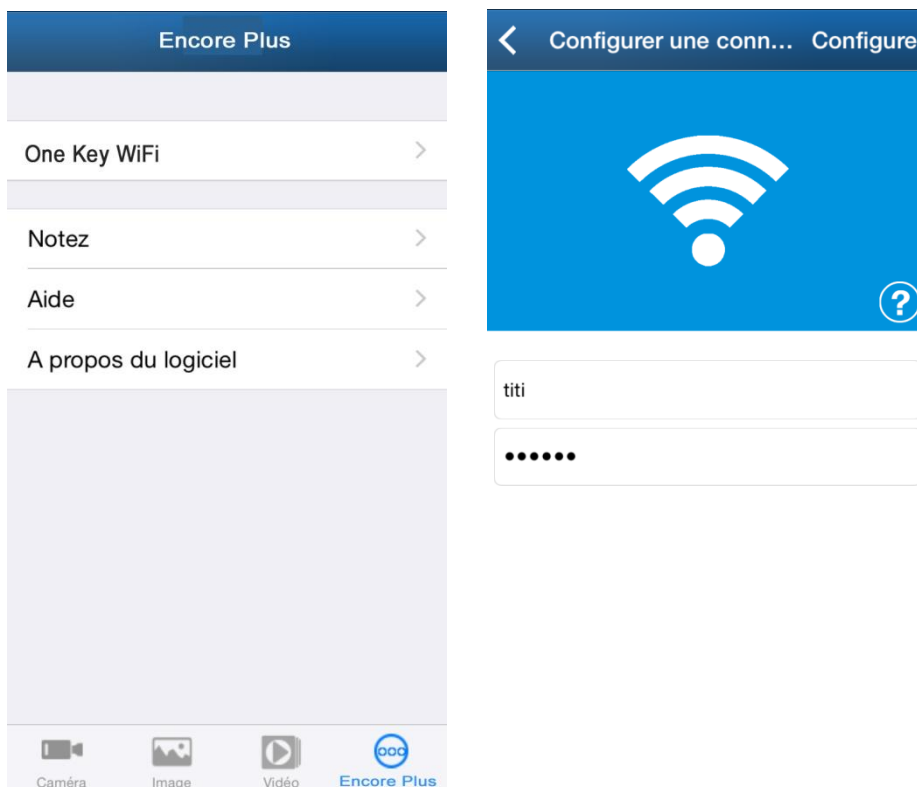 Encore Plus
One Key WiFi
Notez
Aide
A propos du logiciel
Caméra Image Vidéo Encore Plus
Configurer une conn... Configure
?
titi
••••••